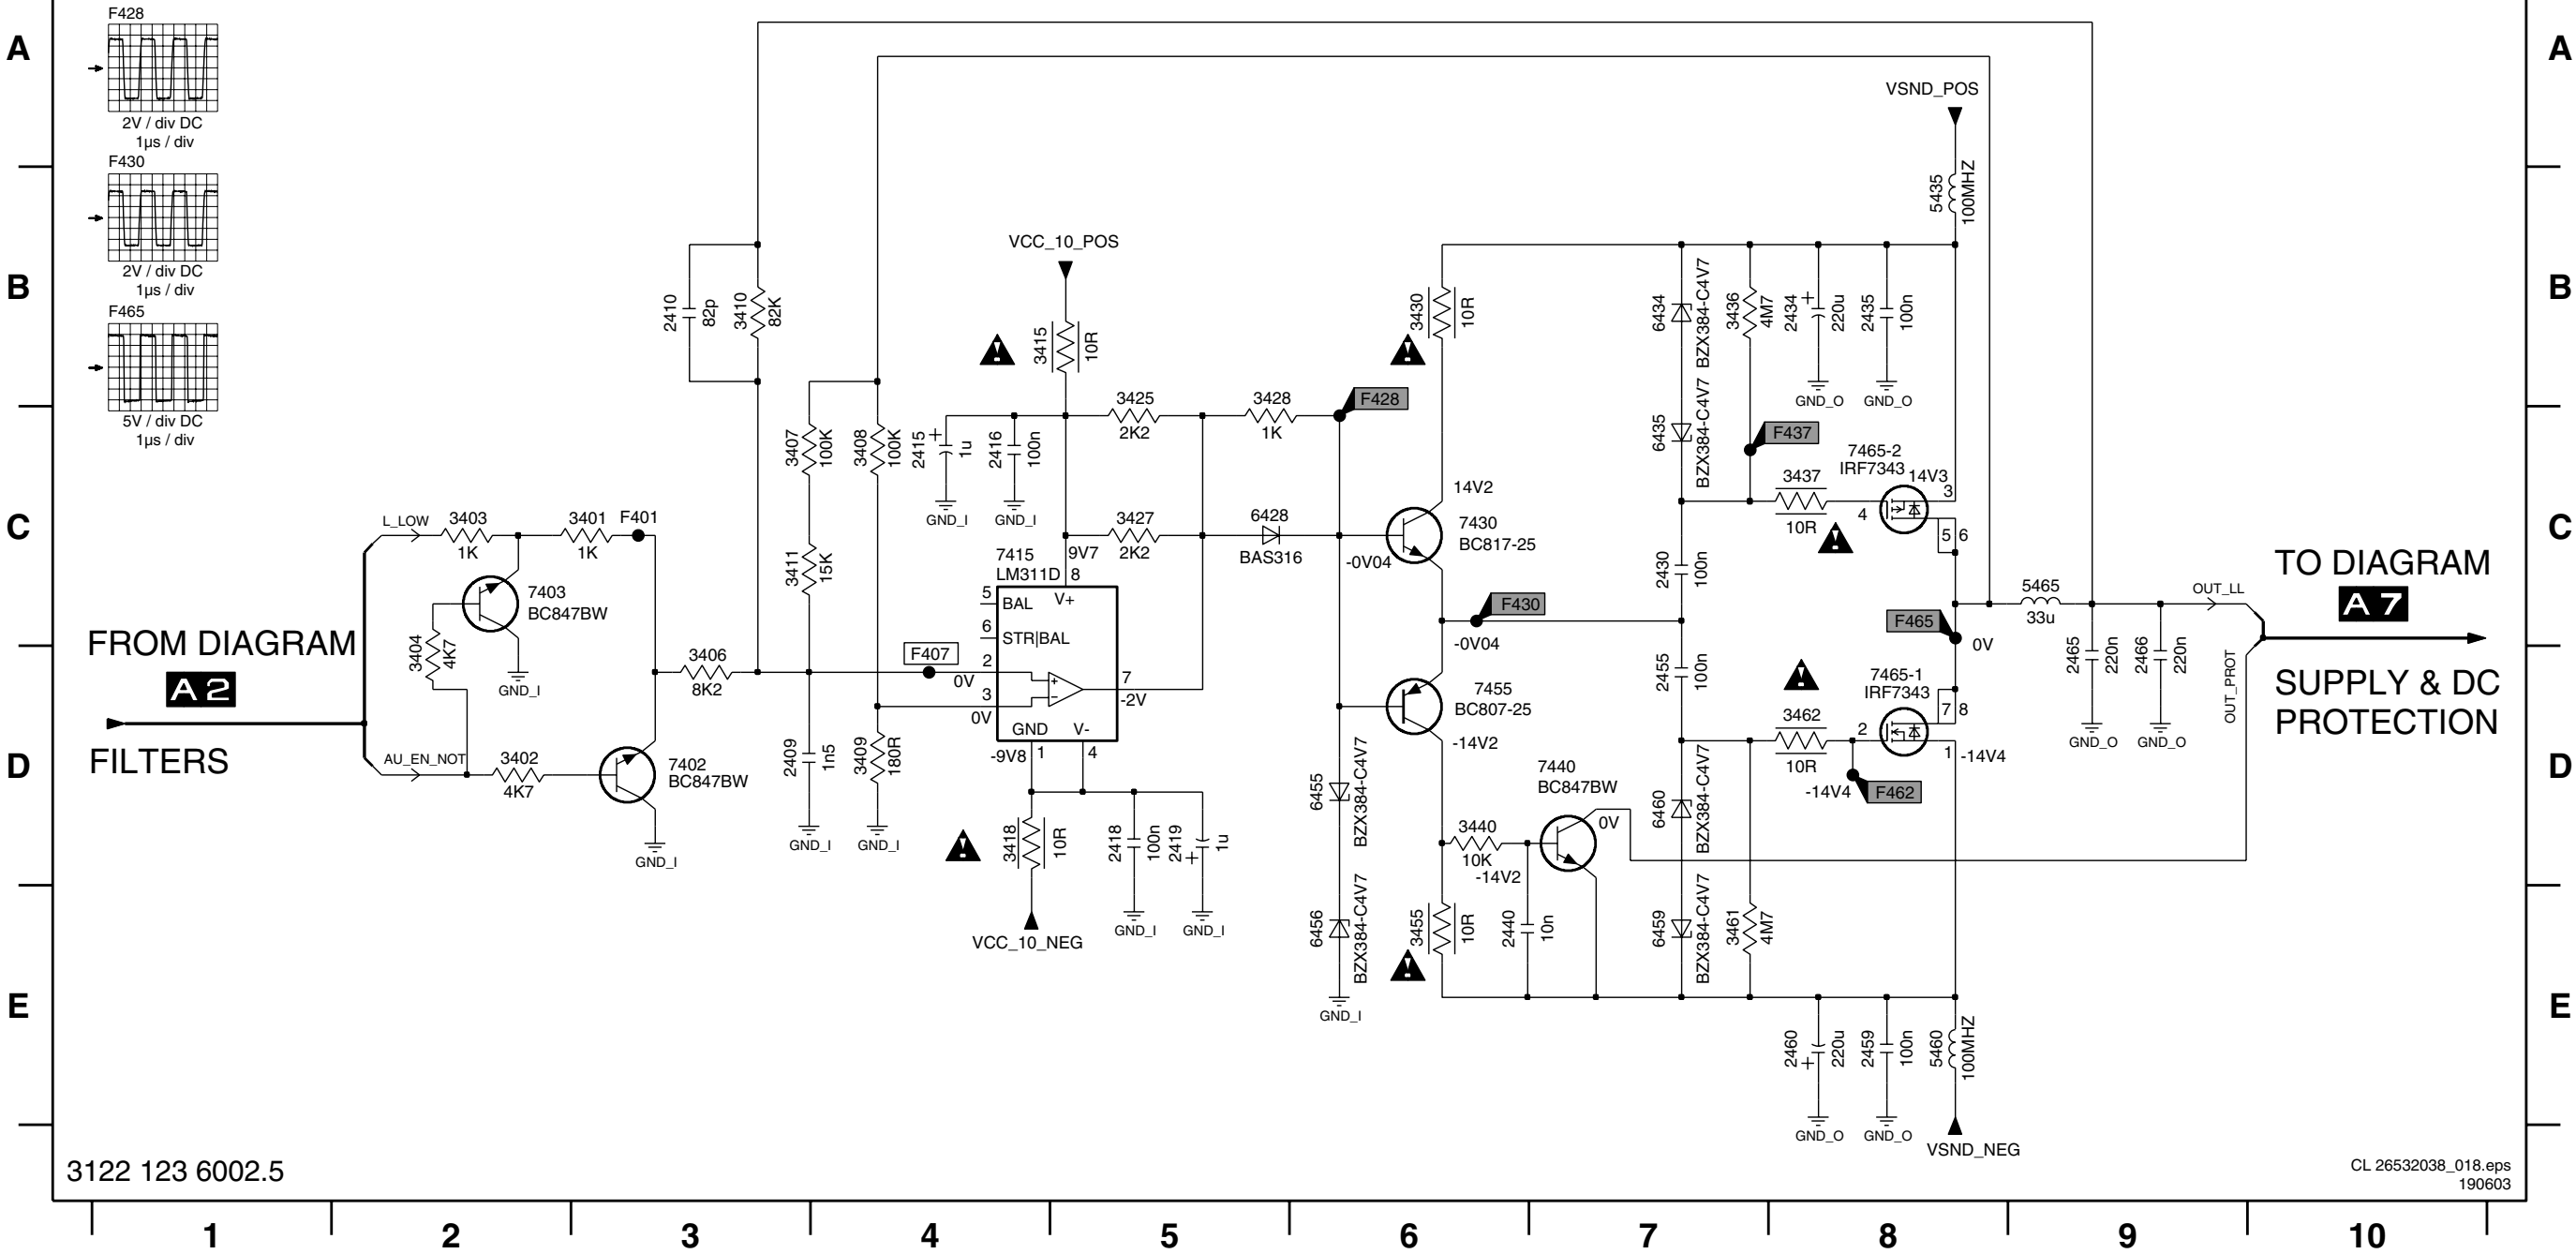 F428
2V / div DC
1µs / div
F430
2V / div DC
1µs / div
F465
5V / div DC
1µs / div
A
A
B
B
C
C
D
D
E
E
VSND_POS
5435
100MHZ
VCC_10_POS
2410
82p
3410
82K
3415
10R
3430
10R
6434
BZX384-C4V7
3436
4M7
2434
+
220u
2435
100n
GND_O
GND_O
3425
2K2
3428
1K
F428
6435
BZX384-C4V7
F437
3407
100K
3408
100K
2415
+
1u
2416
100n
GND_I
GND_I
7465-2
IRF7343
14V3
3
3437
10R
4
5
6
14V2
7430
BC817-25
-0V04
L_LOW
3403
1K
3401
1K
F401
3427
2K2
6428
BAS316
9V7
7415
LM311D
8
3411
15K
2430
100n
7403
BC847BW
5
BAL
V+
6
STR|BAL
F430
-0V04
5465
33u
OUT_LL
TO DIAGRAM
A 7
FROM DIAGRAM
A 2
FILTERS
3404
4K7
GND_I
3406
8K2
F407
2
0V
3
0V
+
−
7
-2V
GND
V-
-9V8
1
4
2455
100n
F465
0V
2465
220n
2466
220n
OUT_PROT
GND_O
GND_O
SUPPLY & DC
PROTECTION
7455
BC807-25
-14V2
7465-1
IRF7343
7
8
3462
10R
2
1
-14V4
-14V4
F462
AU_EN_NOT
3402
4K7
7402
BC847BW
GND_I
2409
1n5
3409
180R
GND_I
GND_I
3418
10R
2418
100n
2419
+
1u
VCC_10_NEG
GND_I
GND_I
6455
BZX384-C4V7
7440
BC847BW
0V
6460
BZX384-C4V7
3440
10K
-14V2
6456
BZX384-C4V7
3455
10R
2440
10n
6459
BZX384-C4V7
3461
4M7
GND_I
2460
+
220u
2459
100n
5460
100MHZ
GND_O
GND_O
VSND_NEG
3122 123 6002.5
CL 26532038_018.eps
190603
1
2
3
4
5
6
7
8
9
10